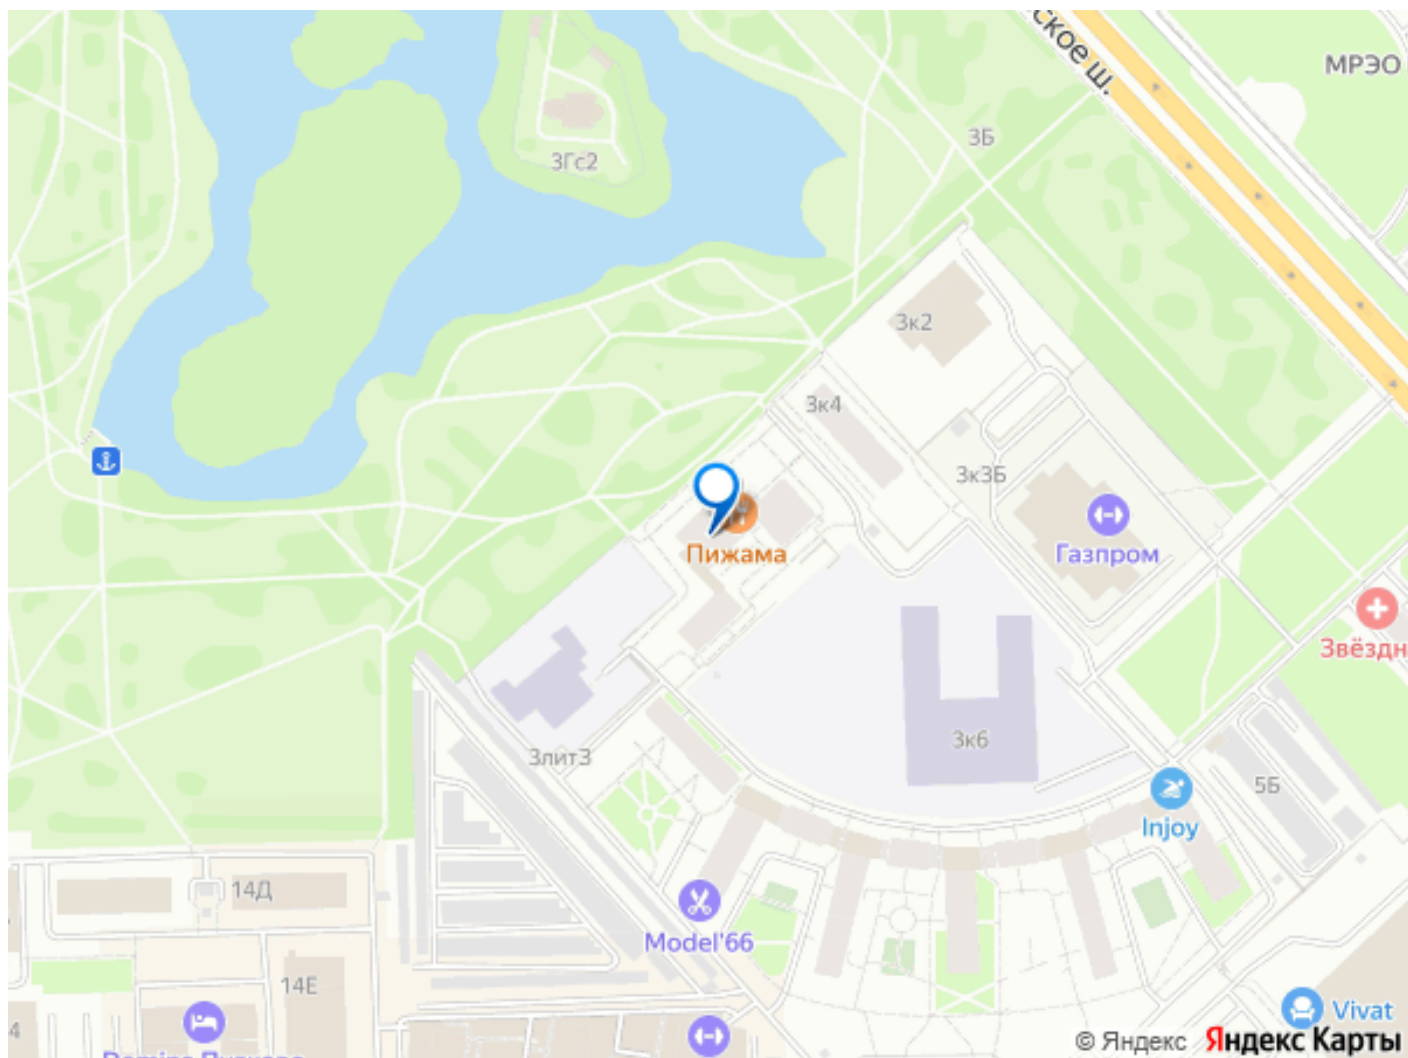 ское ш.
МРЭО
3Б
3Гс2
3к2
3к4
3к3Б
Пижама
Газпром
Звёздн
3лит3
3к6
5Б
Injoy
14Д
Model'66
14Е
4
Vivat
© Яндекс Яндекс Карты